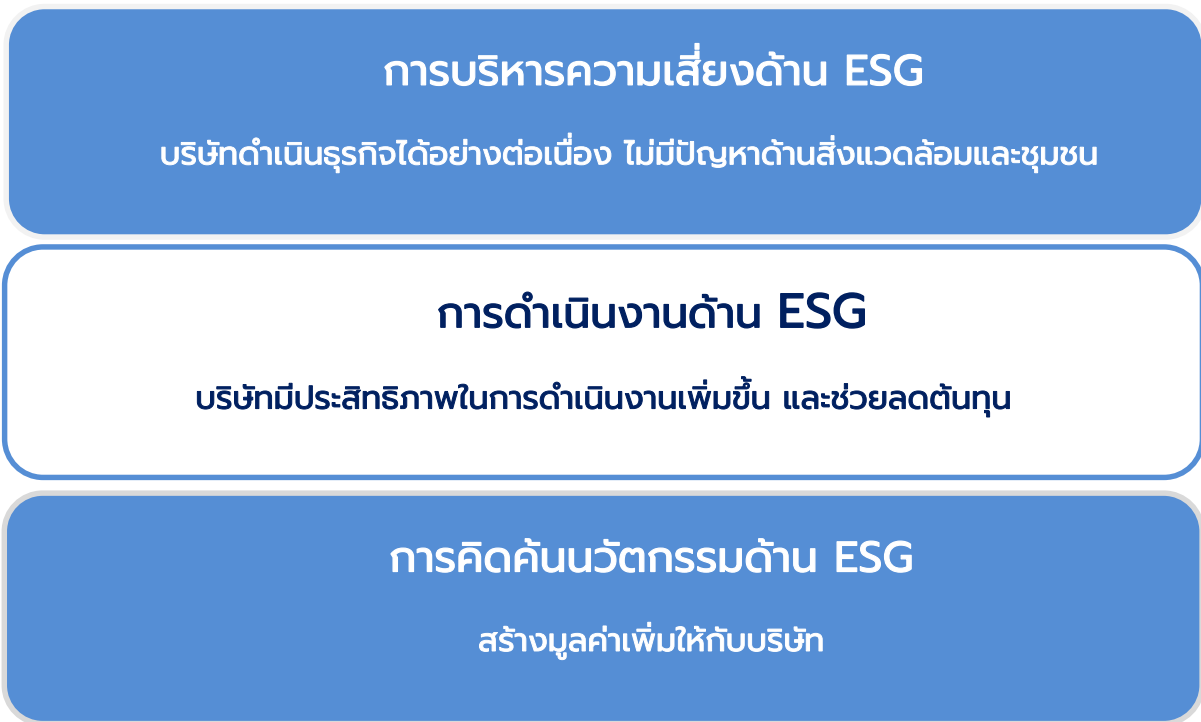 การบริหารความเสี่ยงด้าน ESG
บริษัทดำเนินธุรกิจได้อย่างต่อเนื่อง ไม่มีปัญหาด้านสิ่งแวดล้อมและชุมชน
การดำเนินงานด้าน ESG
บริษัทมีประสิทธิภาพในการดำเนินงานเพิ่มขึ้น และช่วยลดต้นทุน
การคิดค้นนวัตกรรมด้าน ESG
สร้างมูลค่าเพิ่มให้กับบริษัท